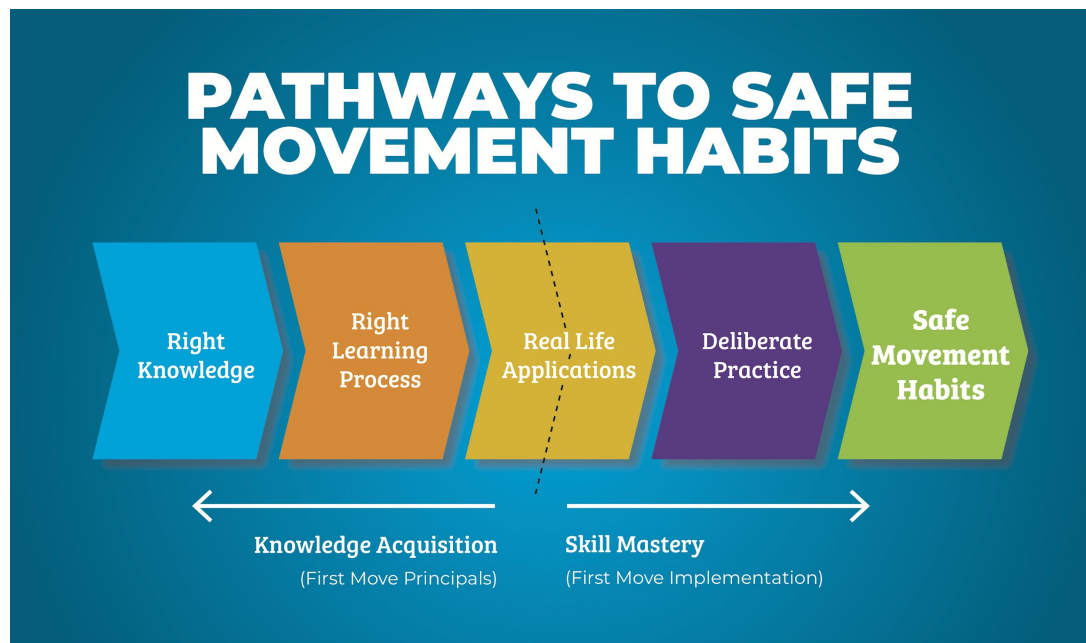 PATHWAYS TO SAFE
MOVEMENT HABITS
Right
Knowledge
Right
Learning
Process
Real Life
Applications
Deliberate
Practice
Safe
Movement
Habits
Knowledge Acquisition
(First Move Principals)
Skill Mastery
(First Move Implementation)